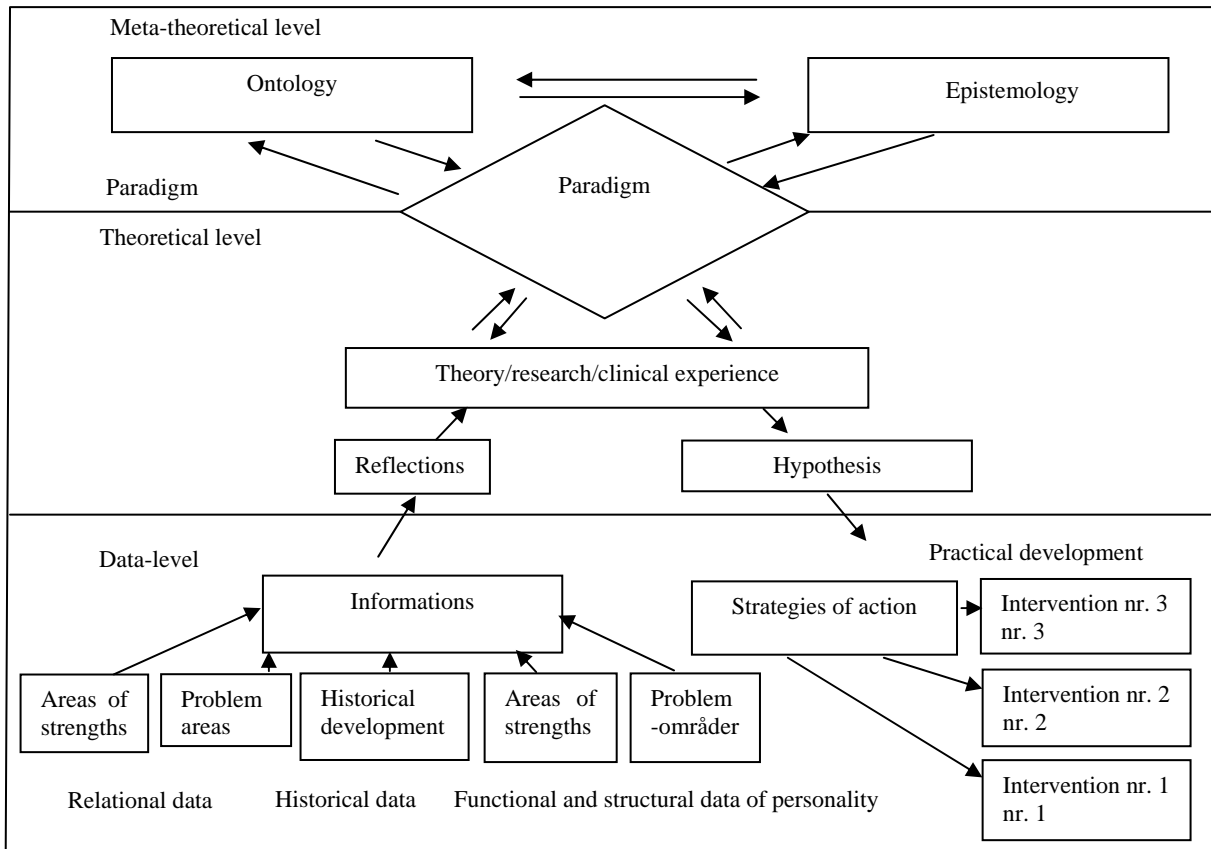 Meta-theoretical level
Ontology
Epistemology
Paradigm
Paradigm
Theoretical level
Theory/research/clinical experience
Reflections
Hypothesis
Data-level
Practical development
Informations
Strategies of action
Intervention nr. 3
nr. 3
Areas of
strengths
Problem
areas
Historical
development
Areas of
strengths
Problem
-områder
Intervention nr. 2
nr. 2
Intervention nr. 1
nr. 1
Relational data
Historical data
Functional and structural data of personality